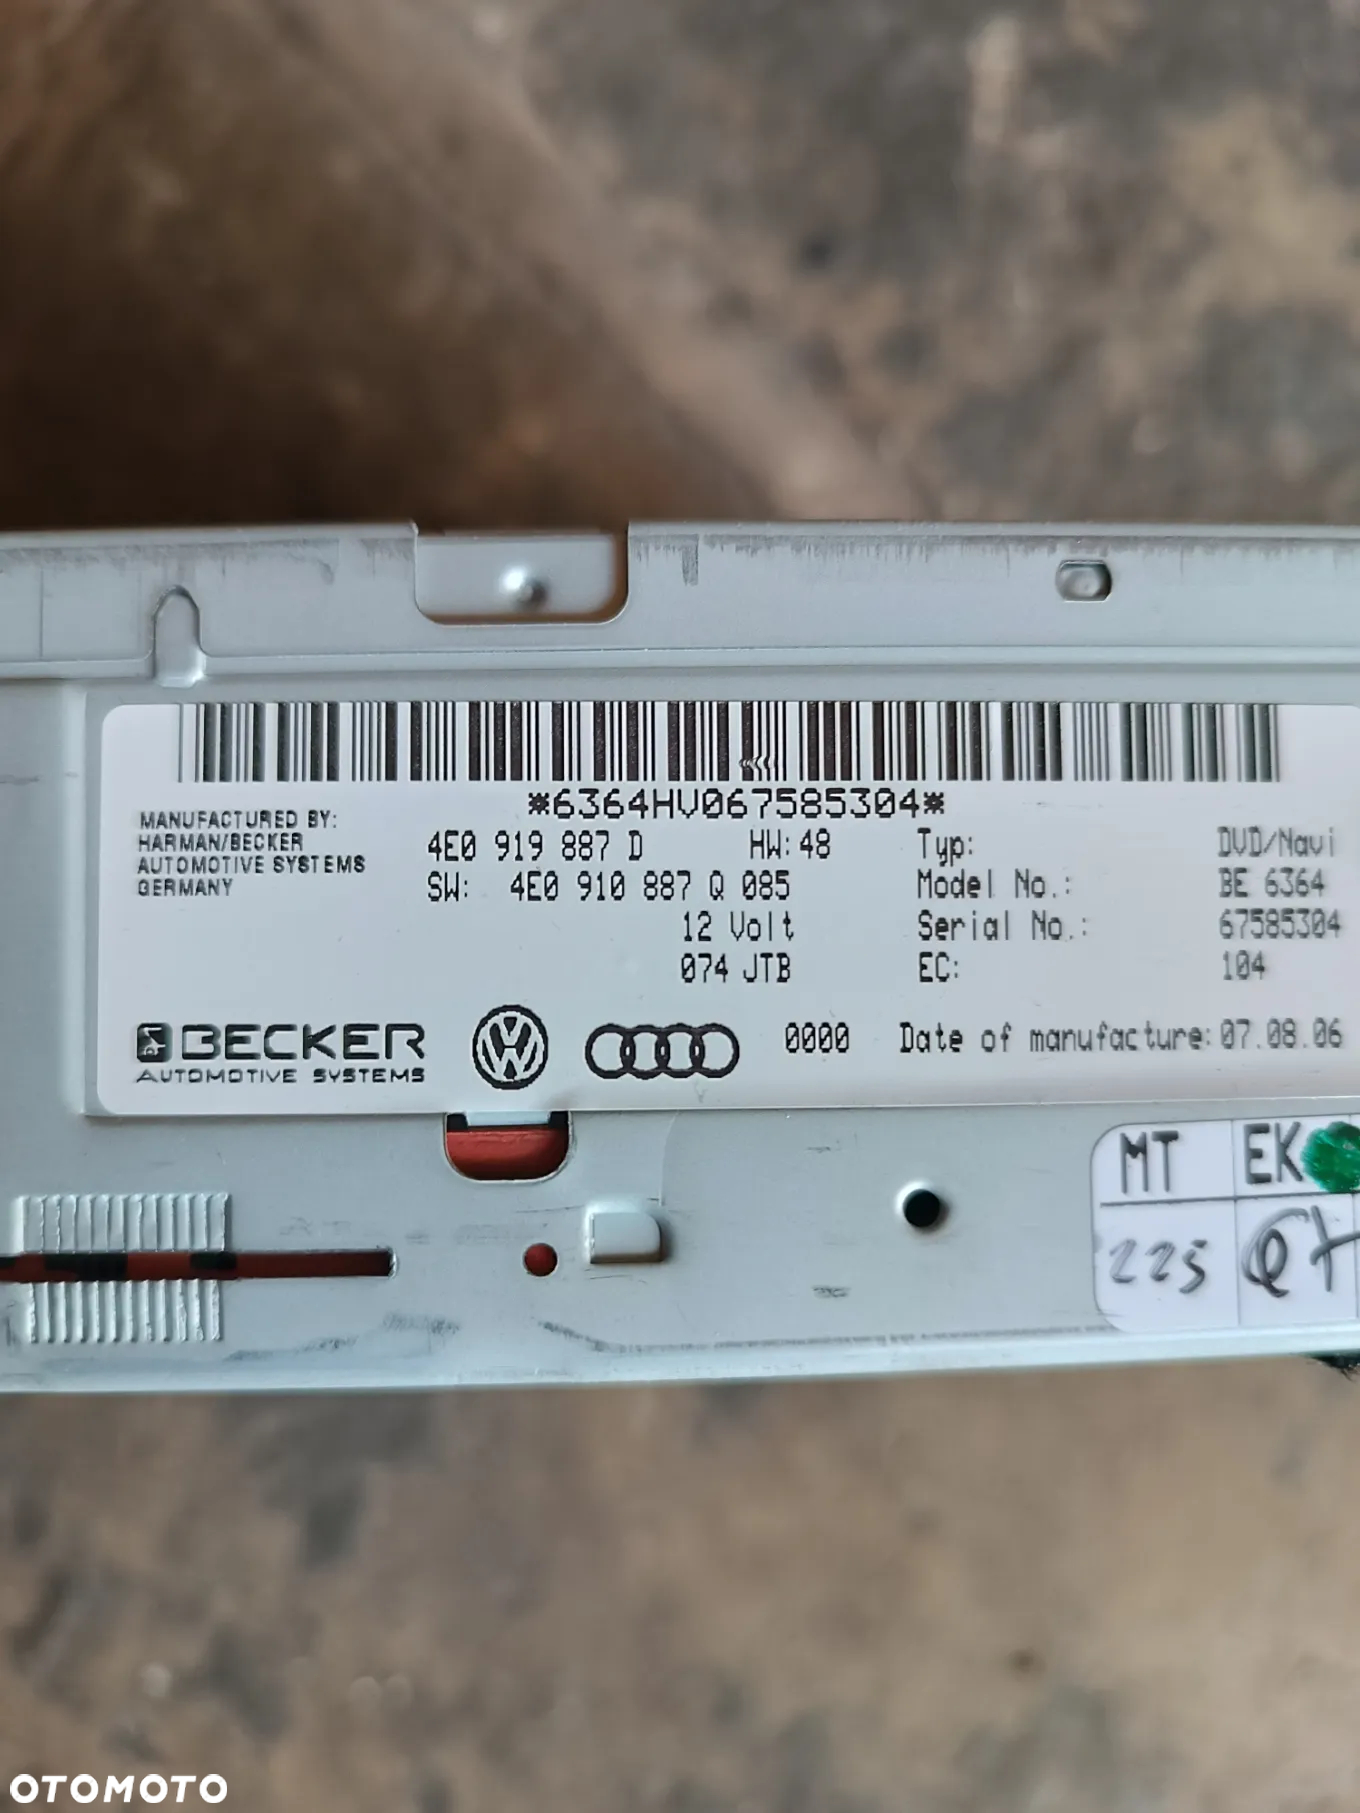 *6364HV067585304*
MANUFACTURED BY:
HARMAN/BECKER
AUTOMOTIVE SYSTEMS
GERMANY
4E0 919 887 D HW: 48
SW: 4E0 910 887 Q 085
12 Volt
074 JTB
Typ: DVD/Navi
Model No.: BE 6364
Serial No.: 67585304
EC: 104
BECKER
AUTOMOTIVE SYSTEMS
0000 Date of manufacture: 07.08.06
MT EK
225
OTOMOTO